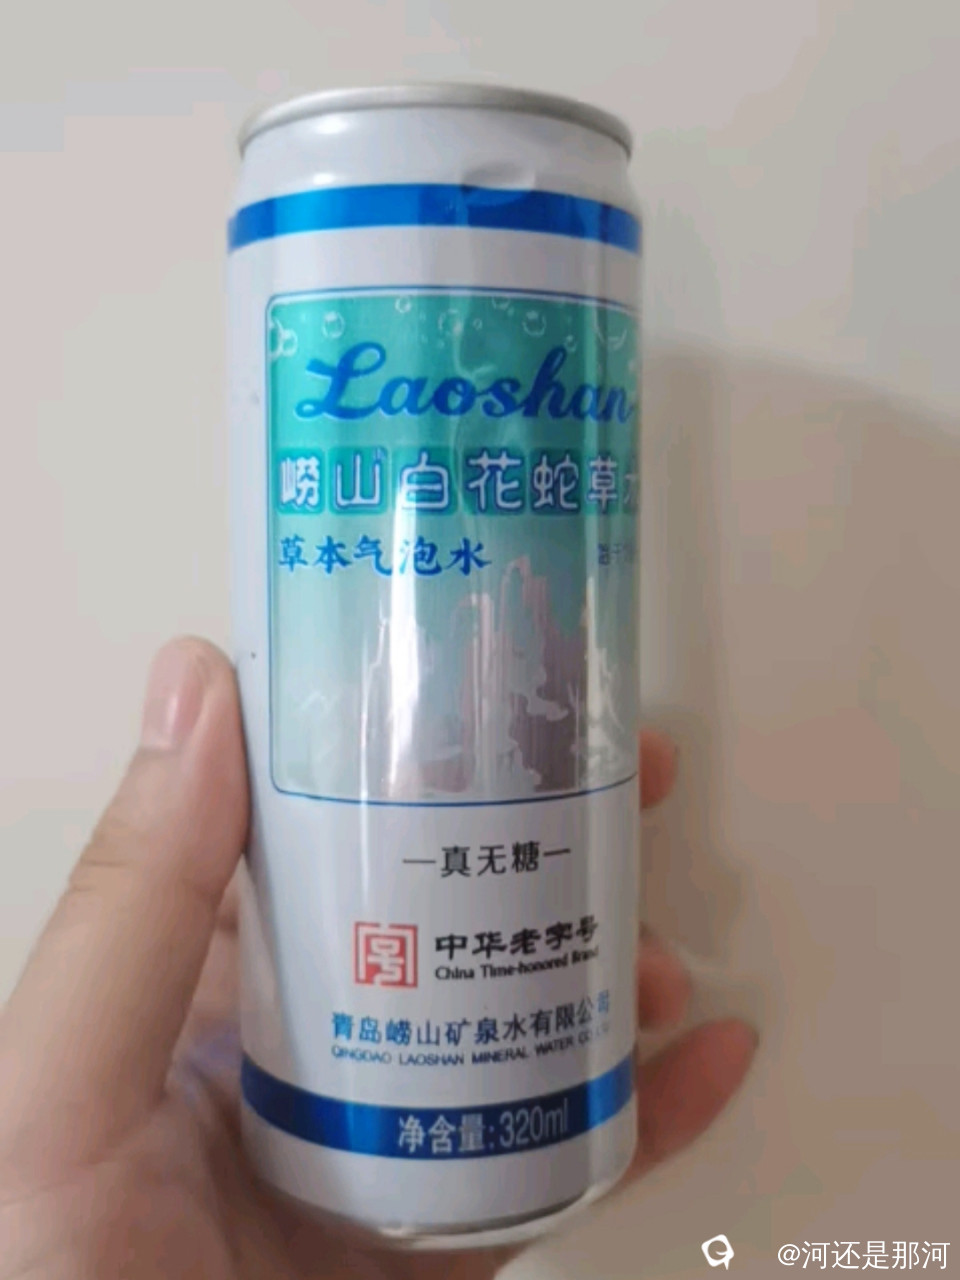 Laoshan
崂山白花蛇草
草本气泡水
真无糖
中华老字号
China Time-honored Brand
青岛崂山矿泉水有限公司
QINGDAO LAOSHAN MINERAL WATER CO
净含量:320ml
@河还是那河